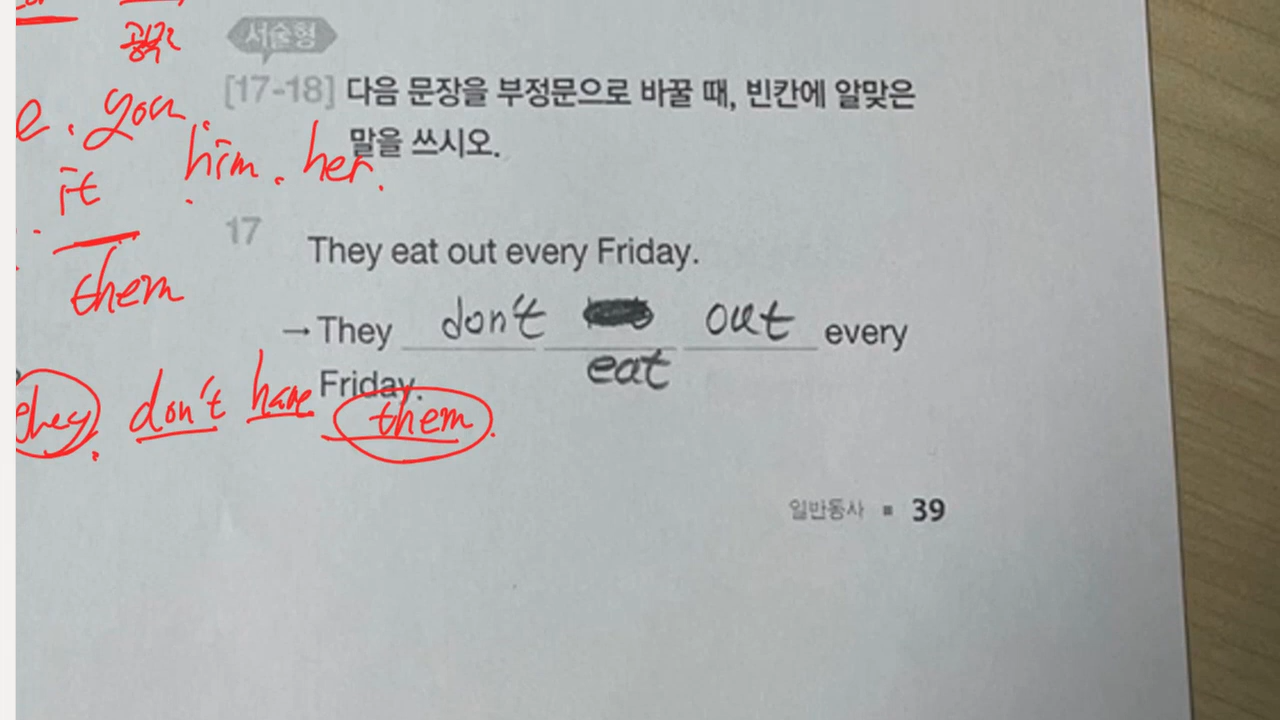 서술형
[17-18] 다음 문장을 부정문으로 바꿀 때, 빈칸에 알맞은
말을 쓰시오.
e. you.
it him. her.
them
17
They eat out every Friday.
→ They don't out every
eat
Friday.
they. don't have them.
일반동사 ■ 39